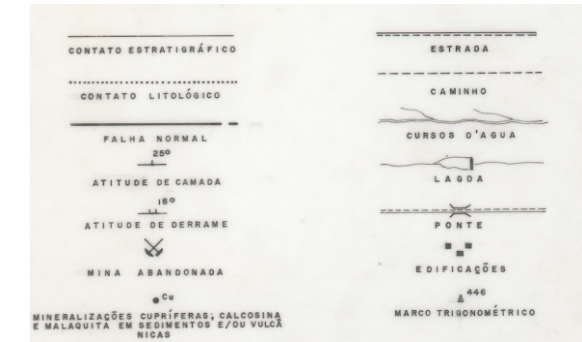 CONTATO ESTRATIGRÁFICO
CONTATO LITOLÓGICO
FALHA NORMAL
25º
ATITUDE DE CAMADA
16º
ATITUDE DE DERRAME
MINA ABANDONADA
Cu
MINERALIZAÇÕES CUPRÍFERAS, CALCOSINA
E MALAQUITA EM SEDIMENTOS E/OU VULCÂ
NICAS
ESTRADA
CAMINHO
CURSOS D'AGUA
LAGOA
PONTE
EDIFICAÇÕES
446
MARCO TRIGONOMÉTRICO